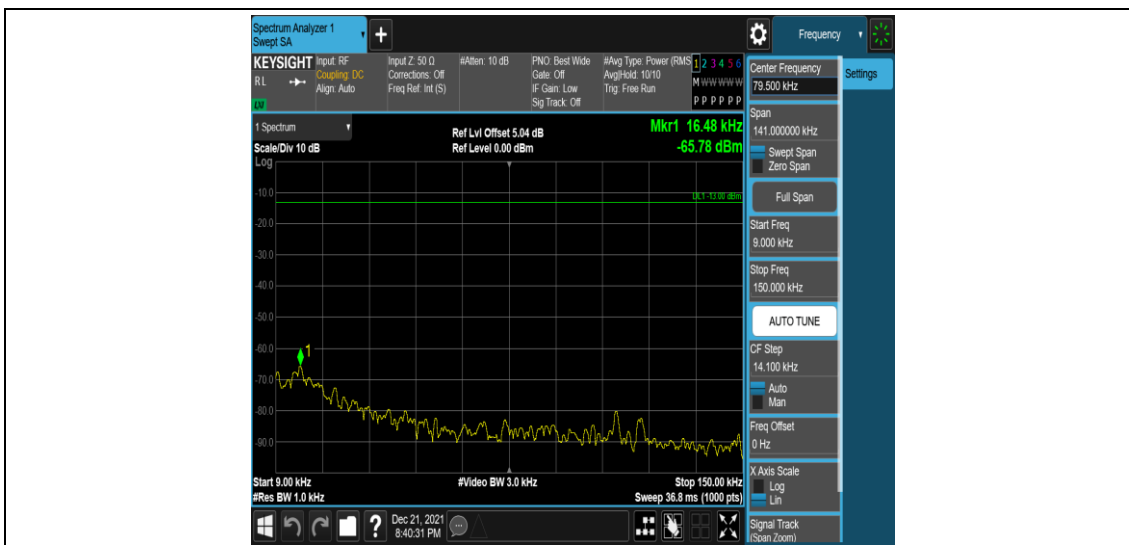 Spectrum Analyzer 1
Swept SA
+
Frequency
KEYSIGHT
RL
LXI
Input: RF
Coupling: DC
Align: Auto
Input Z: 50 Ω
Corrections: Off
Freq Ref: Int (S)
#Atten: 10 dB
PNO: Best Wide
Gate: Off
IF Gain: Low
Sig Track: Off
#Avg Type: Power (RMS
Avg|Hold: 10/10
Trig: Free Run
1 2 3 4 5 6
M W W W W W
P P P P P P
1 Spectrum
Scale/Div 10 dB
Log
Ref Lvl Offset 5.04 dB
Ref Level 0.00 dBm
Mkr1 16.48 kHz
-65.78 dBm
DL1 -13.00 dBm
-10.0
-20.0
-30.0
-40.0
-50.0
-60.0
-70.0
-80.0
-90.0
1
Start 9.00 kHz
#Res BW 1.0 kHz
#Video BW 3.0 kHz
Stop 150.00 kHz
Sweep 36.8 ms (1000 pts)
?
Dec 21, 2021
8:40:31 PM
Center Frequency
79.500 kHz
Settings
Span
141.000000 kHz
Swept Span
Zero Span
Full Span
Start Freq
9.000 kHz
Stop Freq
150.000 kHz
AUTO TUNE
CF Step
14.100 kHz
Auto
Man
Freq Offset
0 Hz
X Axis Scale
Log
Lin
Signal Track
(Span Zoom)